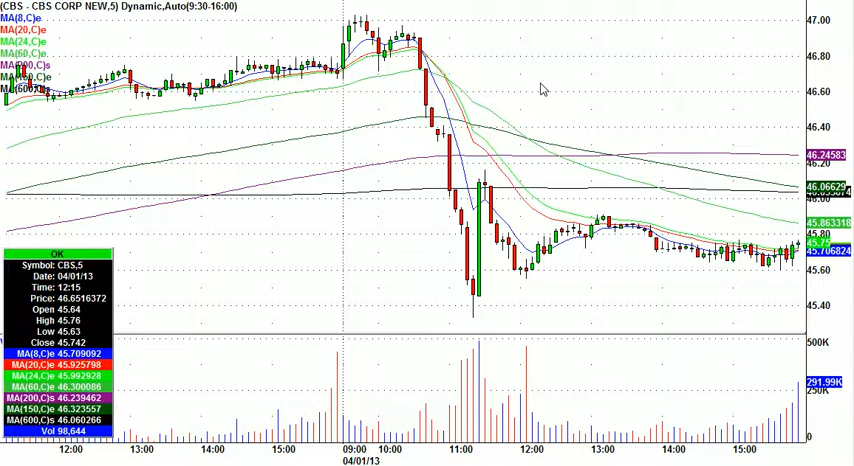 (CBS - CBS CORP NEW,5) Dynamic,Auto(9:30-16:00)
MA(8,C)e
MA(20,C)e
MA(24,C)e
MA(60,C)e
47.00
46.80
46.60
46.40
46.24583
46.20
46.06629
46.00
45.863318
45.80
45.75
45.706824
45.60
45.40
OK
Symbol: CBS,5
Date: 04/01/13
Time: 12:15
Price: 46.6516372
Open 45.64
High 45.76
Low 45.63
Close 45.742
MA(8,C)e 45.709092
MA(20,C)e 45.925798
MA(24,C)e 45.992928
MA(60,C)e 46.300086
MA(200,C)s 46.239462
MA(150,C)e 46.323557
MA(600,C)s 46.060266
Vol 98,644
500K
291.99K
250K
0
12:00 13:00 14:00 15:00 09:00 10:00 11:00 12:00 13:00 14:00 15:00
04/01/13